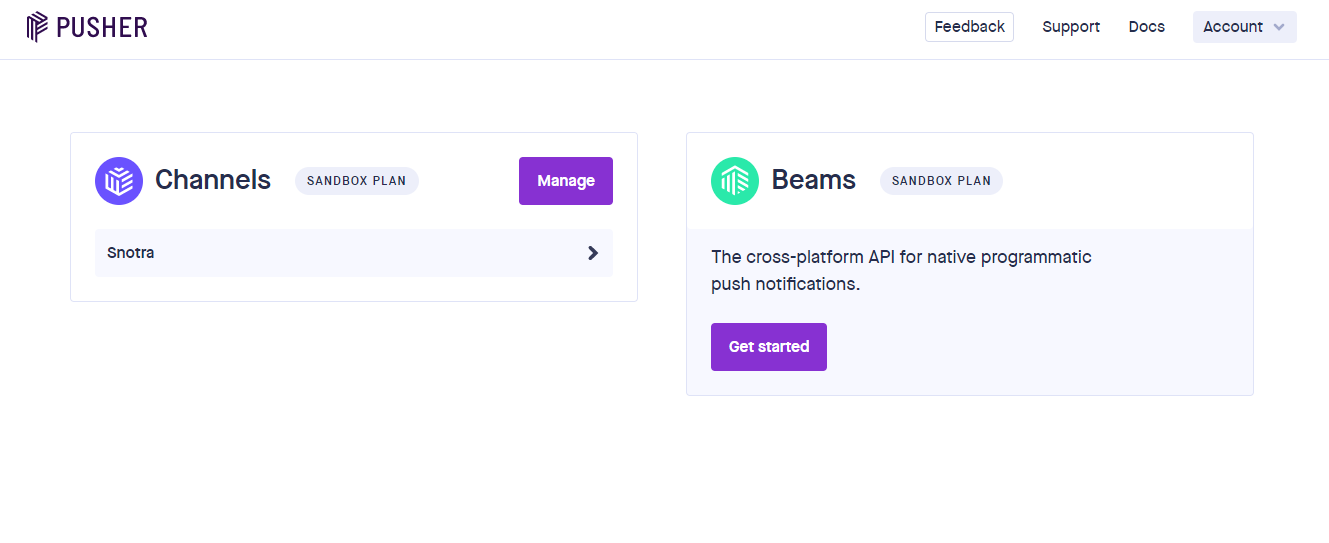 PUSHER
Feedback Support Docs Account
Channels SANDBOX PLAN Manage
Snotra
Beams SANDBOX PLAN
The cross-platform API for native programmatic
push notifications.
Get started